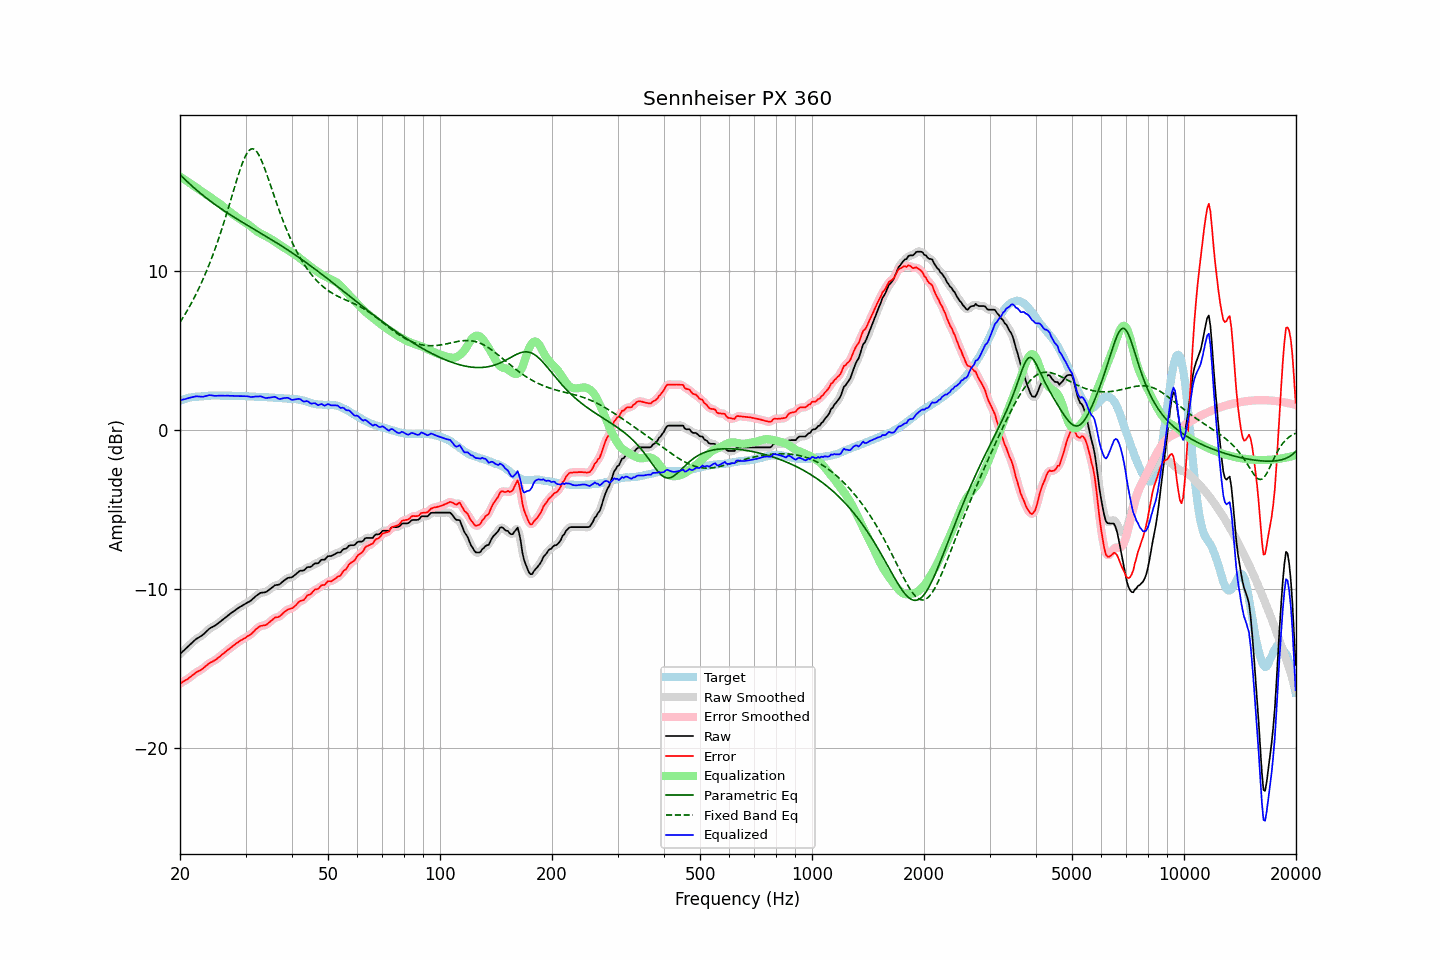 Sennheiser PX 360
Amplitude (dBr)
10
0
−10
−20
Target
Raw Smoothed
Error Smoothed
Raw
Error
Equalization
Parametric Eq
Fixed Band Eq
Equalized
20 50 100 200 500 1000 2000 5000 10000 20000
Frequency (Hz)